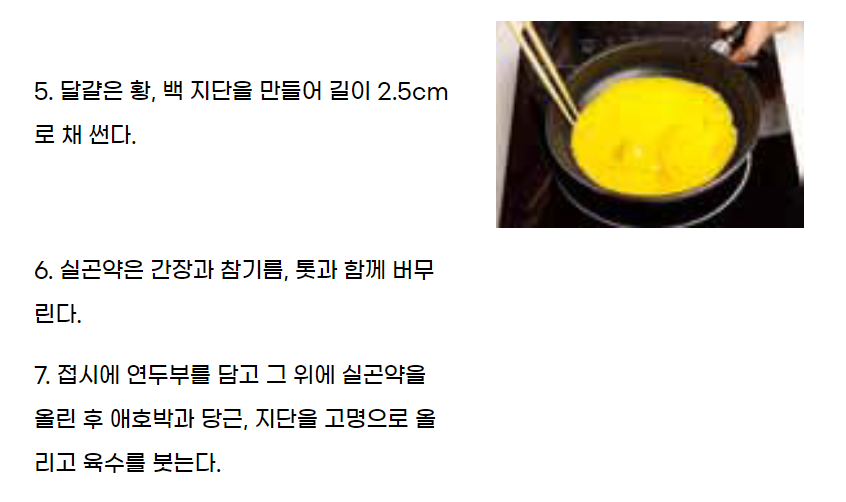 5. 달걀은 황, 백 지단을 만들어 길이 2.5cm
로 채 썬다.
6. 실곤약은 간장과 참기름, 톳과 함께 버무
린다.
7. 접시에 연두부를 담고 그 위에 실곤약을
올린 후 애호박과 당근, 지단을 고명으로 올
리고 육수를 붓는다.